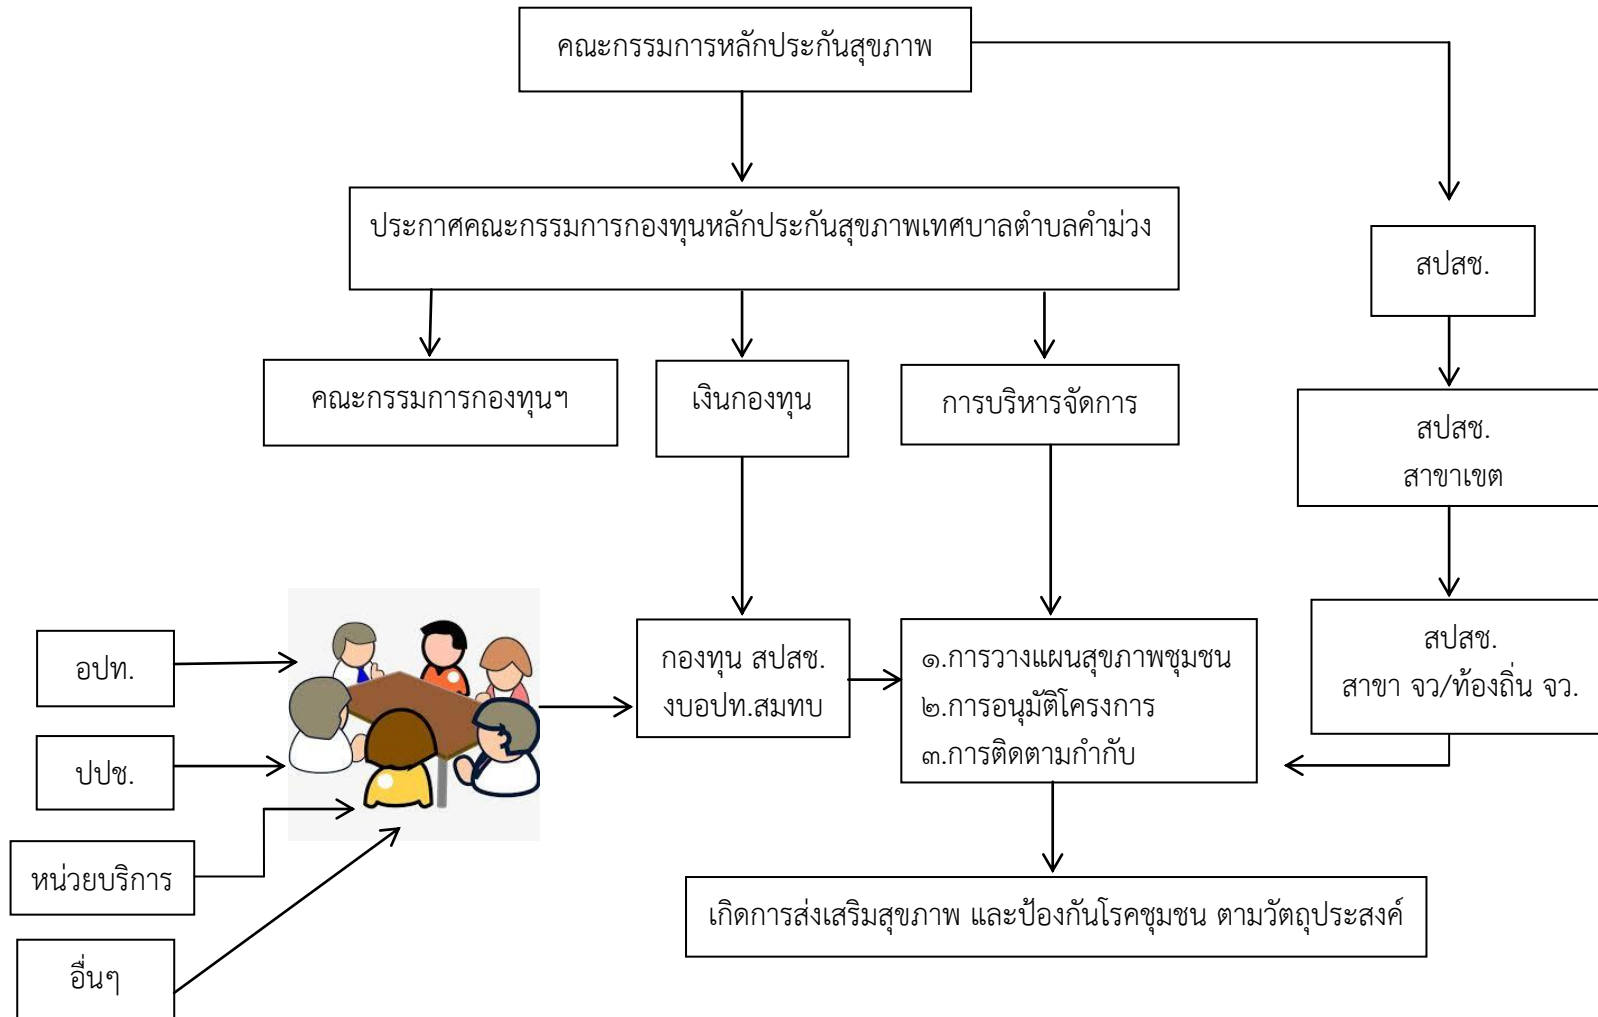 คณะกรรมการหลักประกันสุขภาพ
ประกาศคณะกรรมการกองทุนหลักประกันสุขภาพเทศบาลตำบลคำม่วง
สปสช.
คณะกรรมการกองทุนฯ
เงินกองทุน
การบริหารจัดการ
สปสช.
สาขาเขต
อปท.
ปปช.
หน่วยบริการ
อื่นๆ
กองทุน สปสช.
งบอปท.สมทบ
๑.การวางแผนสุขภาพชุมชน
๒.การอนุมัติโครงการ
๓.การติดตามกำกับ
สปสช.
สาขา จว/ท้องถิ่น จว.
เกิดการส่งเสริมสุขภาพ และป้องกันโรคชุมชน ตามวัตถุประสงค์